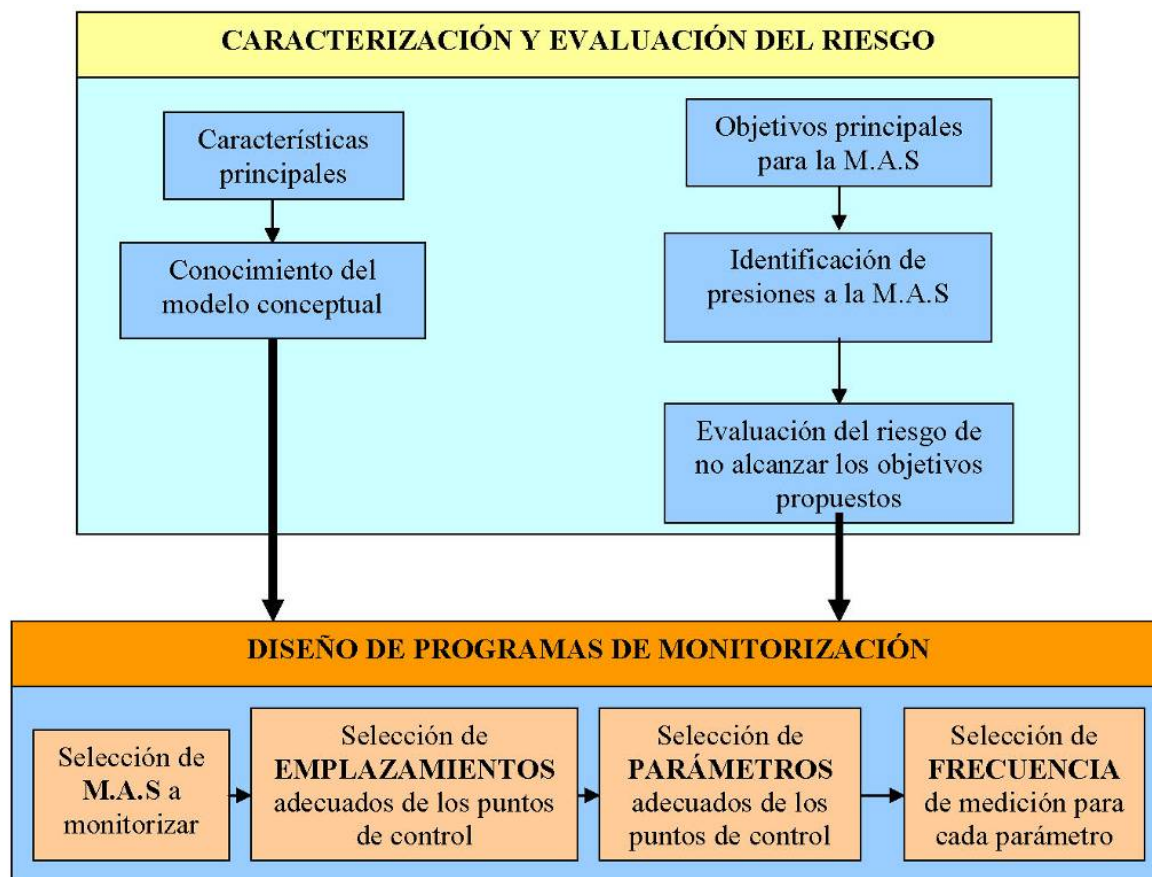 CARACTERIZACIÓN Y EVALUACIÓN DEL RIESGO
Características
principales
Conocimiento del
modelo conceptual
Objetivos principales
para la M.A.S
Identificación de
presiones a la M.A.S
Evaluación del riesgo de
no alcanzar los objetivos
propuestos
DISEÑO DE PROGRAMAS DE MONITORIZACIÓN
Selección de
M.A.S a
monitorizar
Selección de
EMPLAZAMIENTOS
adecuados de los puntos
de control
Selección de
PARÁMETROS
adecuados de los
puntos de control
Selección de
FRECUENCIA
de medición para
cada parámetro